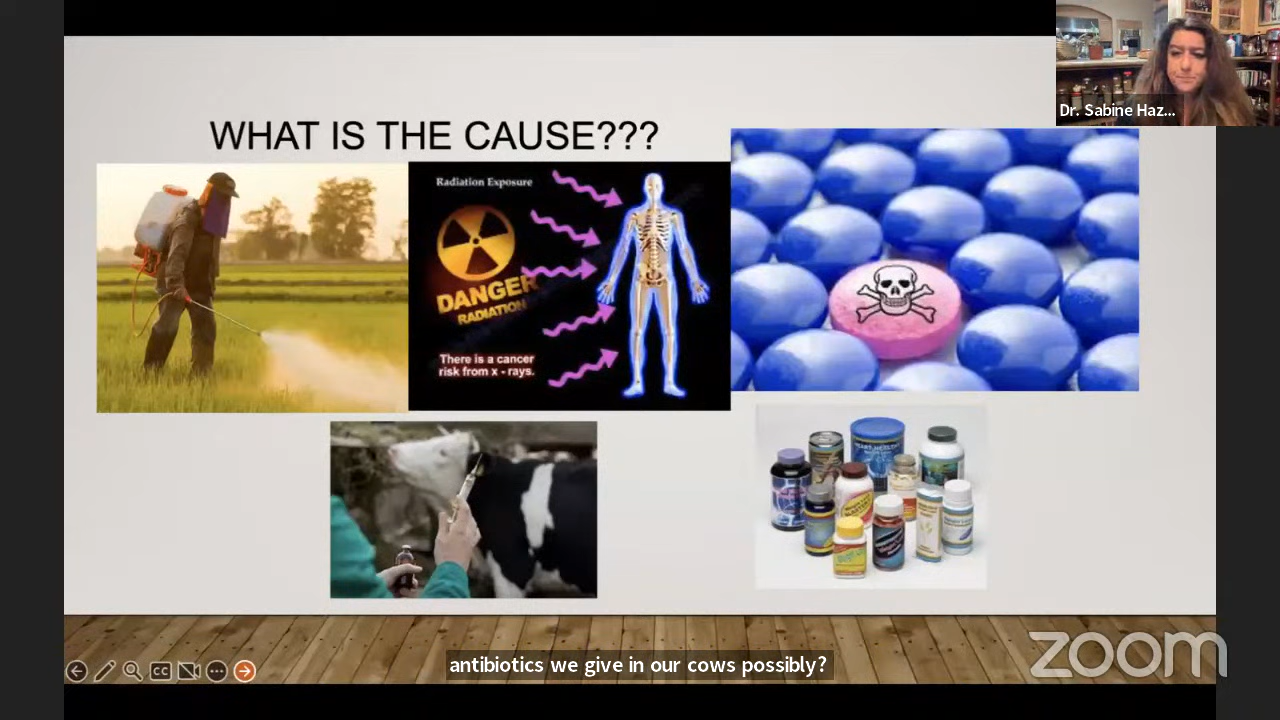 Dr. Sabine Haz...
WHAT IS THE CAUSE???
Radiation Exposure
DANGER
RADIATION
There is a cancer
risk from x - rays.
CC
antibiotics we give in our cows possibly?
zoom